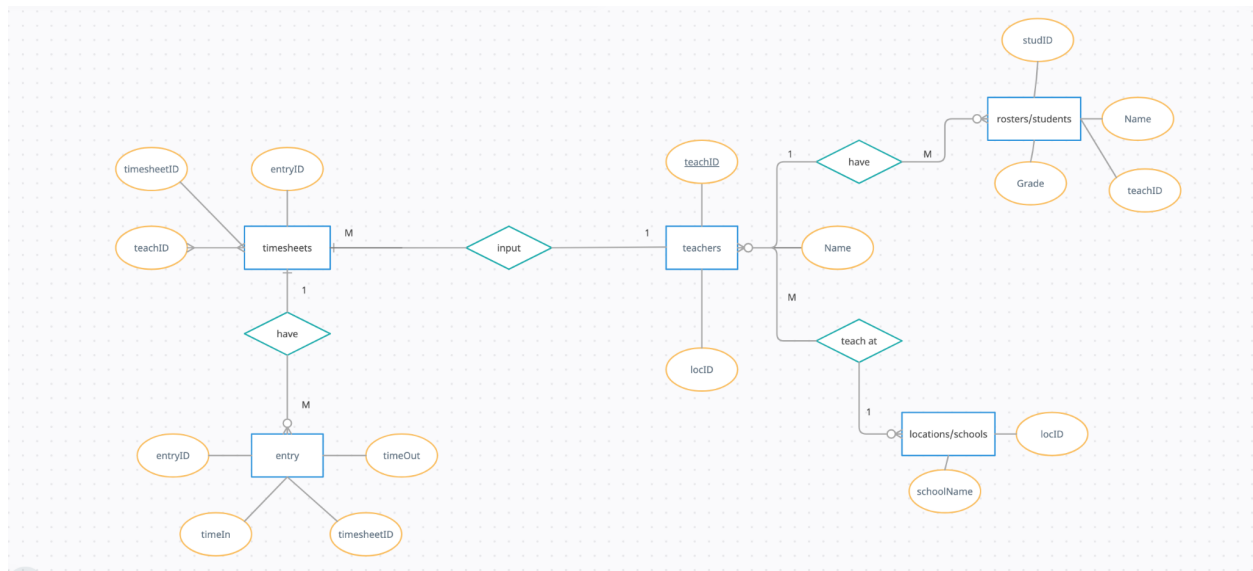 studID
rosters/students
Name
Grade
teachID
1
have
M
teachID
timesheetID
entryID
teachID
timesheets
M
input
1
teachers
Name
locID
M
teach at
1
locations/schools
locID
schoolName
1
have
M
entryID
entry
timeOut
timeIn
timesheetID